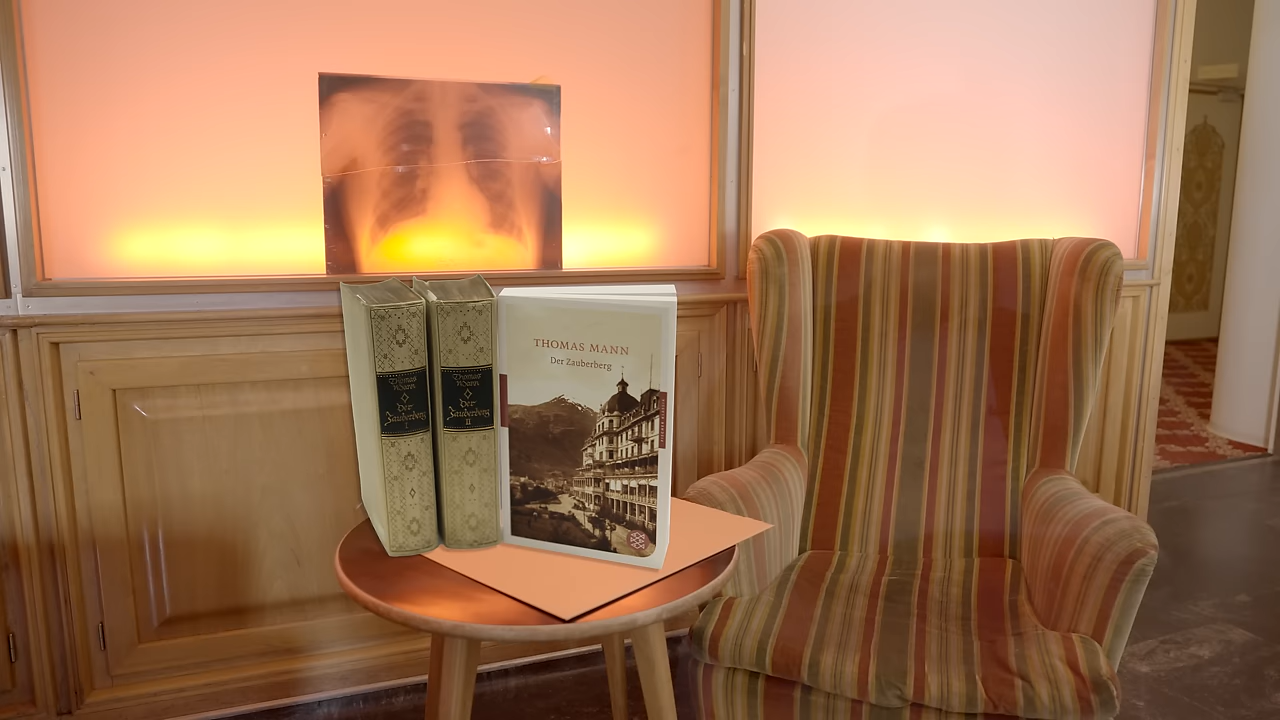 Thomas
Mann
Der
Zauberberg
I
Thomas
Mann
Der
Zauberberg
II
THOMAS MANN
Der Zauberberg